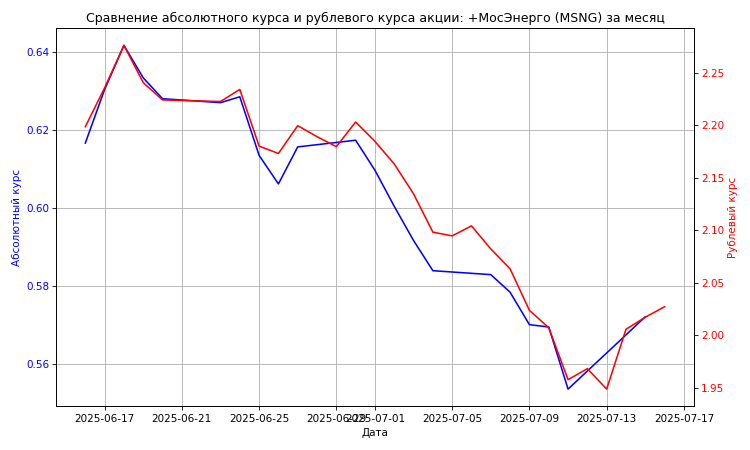 Сравнение абсолютного курса и рублевого курса акции: +МосЭнерго (MSNG) за месяц
0.64
0.62
0.60
0.58
0.56
Абсолютный курс
2.25
2.20
2.15
2.10
2.05
2.00
1.95
Рублевый курс
2025-06-17 2025-06-21 2025-06-25 2025-06-29 2025-07-01 2025-07-05 2025-07-09 2025-07-13 2025-07-17
Дата